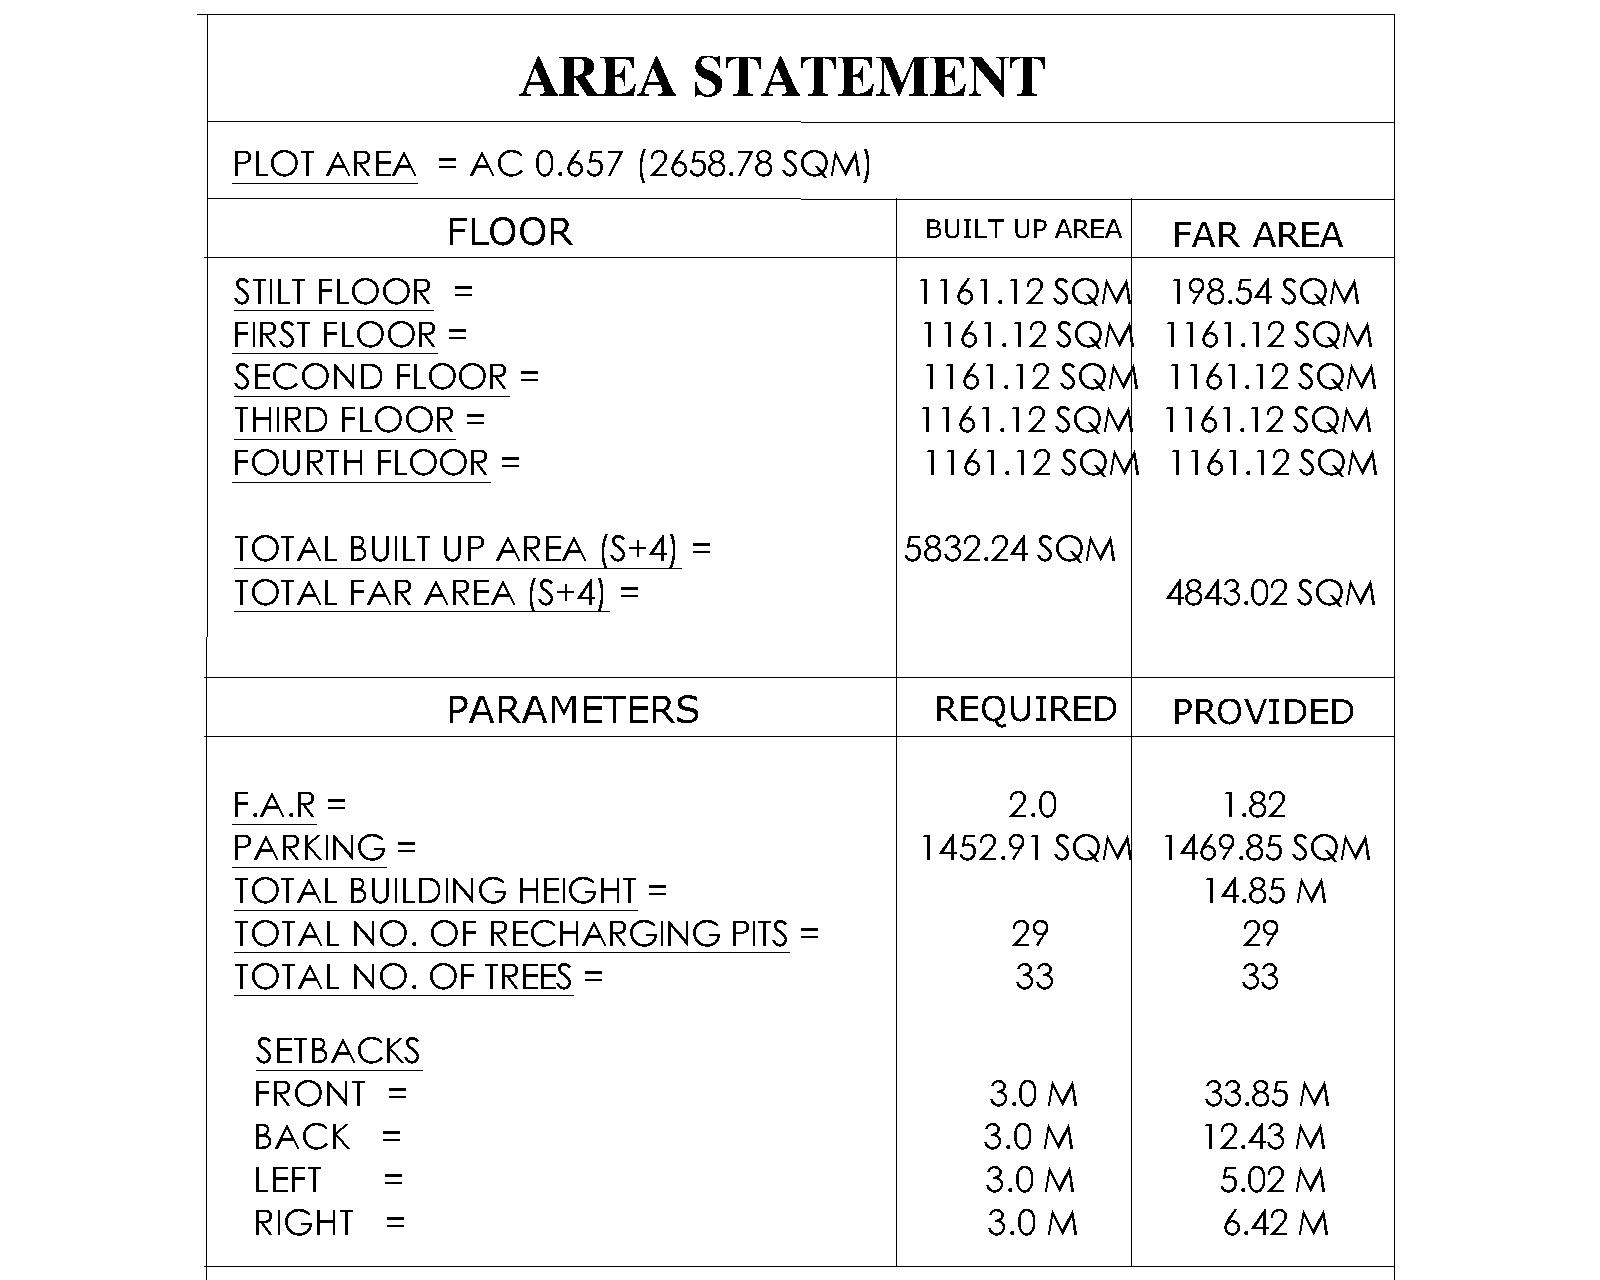 AREA STATEMENT
PLOT AREA = AC 0.657 (2658.78 SQM)
FLOOR BUILT UP AREA FAR AREA
STILT FLOOR = 1161.12 SQM 198.54 SQM
FIRST FLOOR = 1161.12 SQM 1161.12 SQM
SECOND FLOOR = 1161.12 SQM 1161.12 SQM
THIRD FLOOR = 1161.12 SQM 1161.12 SQM
FOURTH FLOOR = 1161.12 SQM 1161.12 SQM
TOTAL BUILT UP AREA (S+4) = 5832.24 SQM
TOTAL FAR AREA (S+4) = 4843.02 SQM
PARAMETERS REQUIRED PROVIDED
F.A.R = 2.0 1.82
PARKING = 1452.91 SQM 1469.85 SQM
TOTAL BUILDING HEIGHT = 14.85 M
TOTAL NO. OF RECHARGING PITS = 29 29
TOTAL NO. OF TREES = 33 33
SETBACKS
FRONT = 3.0 M 33.85 M
BACK = 3.0 M 12.43 M
LEFT = 3.0 M 5.02 M
RIGHT = 3.0 M 6.42 M